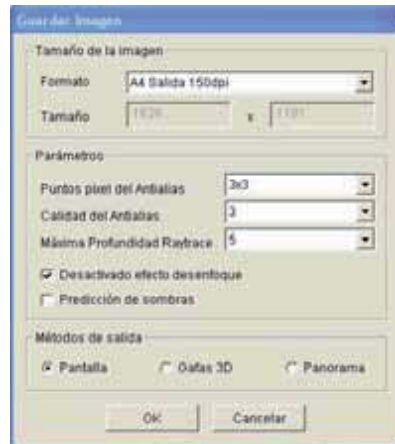 Guardar Imagen
Tamaño de la imagen
Formato A4 Salida 150dpi
Tamaño x
Parámetros
Puntos pixel del Antialias 3x3
Calidad del Antialias 3
Máxima Profundidad Raytrace 5
Desactivado efecto desenfoque
Predicción de sombras
Métodos de salida
Pantalla Gafas 3D Panorama
OK Cancelar